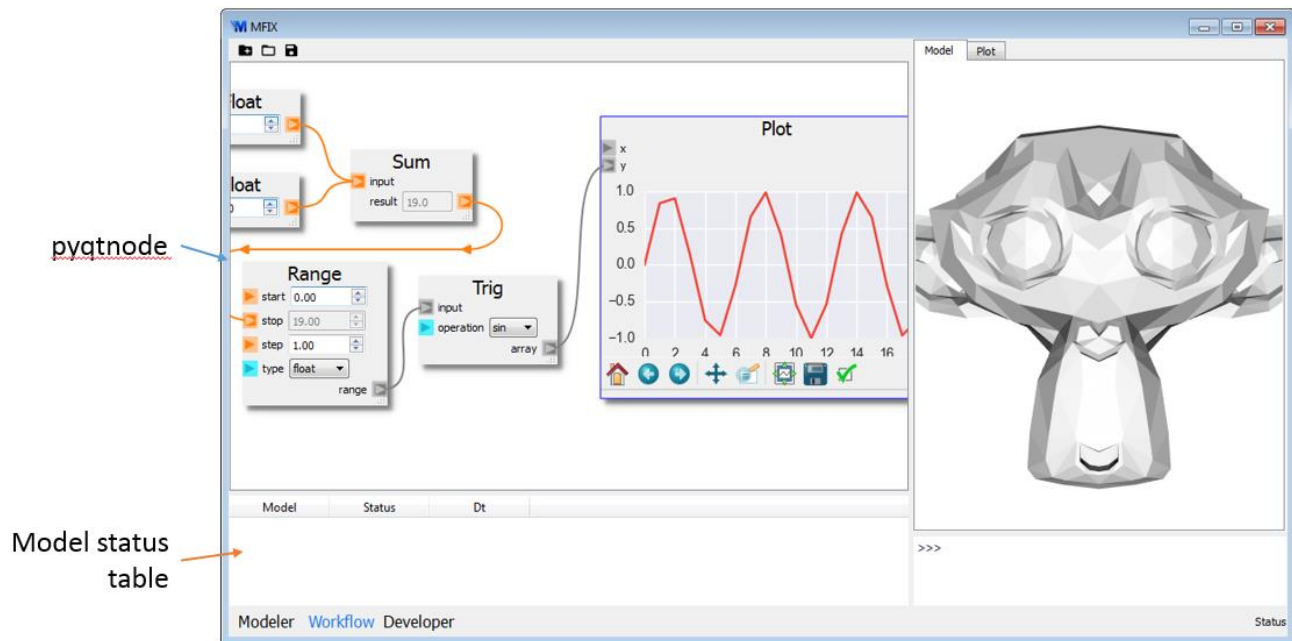 MFIX
Model Plot
Float
Float
Sum
input
result 19.0
Plot
x
y
1.0
0.5
0.0
−0.5
−1.0
0 2 4 6 8 10 12 14 16
pyqtnode
Range
start 0.00
stop 19.00
step 1.00
type float
range
Trig
input
operation sin
array
Model Status Dt
Model status
table
>>>
Modeler Workflow Developer
Status